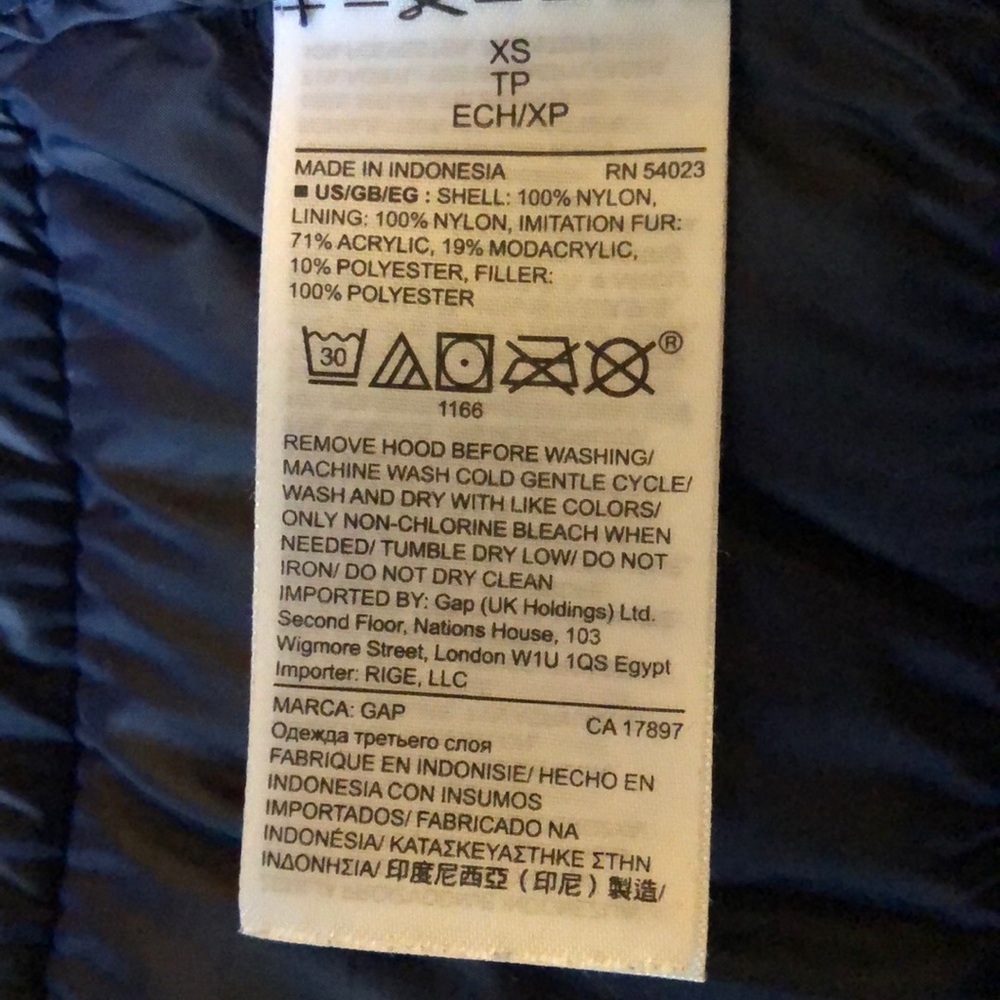 XS
TP
ECH/XP
MADE IN INDONESIA RN 54023
■ US/GB/EG : SHELL: 100% NYLON,
LINING: 100% NYLON, IMITATION FUR:
71% ACRYLIC, 19% MODACRYLIC,
10% POLYESTER, FILLER:
100% POLYESTER
30 ®
1166
REMOVE HOOD BEFORE WASHING/
MACHINE WASH COLD GENTLE CYCLE/
WASH AND DRY WITH LIKE COLORS/
ONLY NON-CHLORINE BLEACH WHEN
NEEDED/ TUMBLE DRY LOW/ DO NOT
IRON/ DO NOT DRY CLEAN
IMPORTED BY: Gap (UK Holdings) Ltd.
Second Floor, Nations House, 103
Wigmore Street, London W1U 1QS Egypt
Importer: RIGE, LLC
MARCA: GAP CA 17897
Одежда третьего слоя
FABRIQUE EN INDONISIE/ HECHO EN
INDONESIA CON INSUMOS
IMPORTADOS/ FABRICADO NA
INDONÉSIA/ ΚΑΤΑΣΚΕΥΑΣΤΗΚΕ ΣΤΗΝ
ΙΝΔΟΝΗΣΙΑ/ 印度尼西亞（印尼）製造/